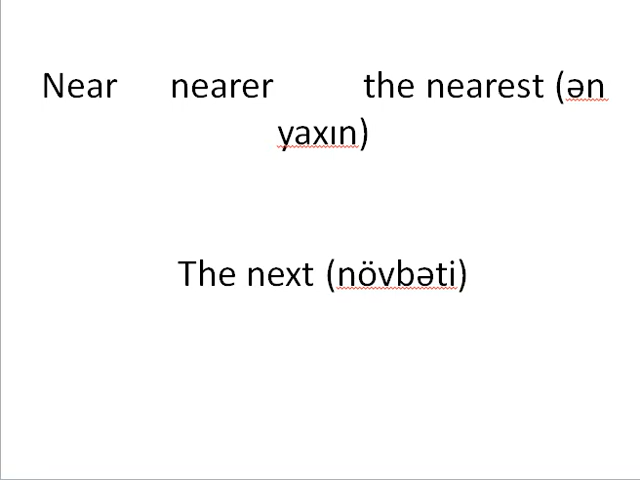 Near nearer the nearest (ən
yaxın)
The next (növbəti)